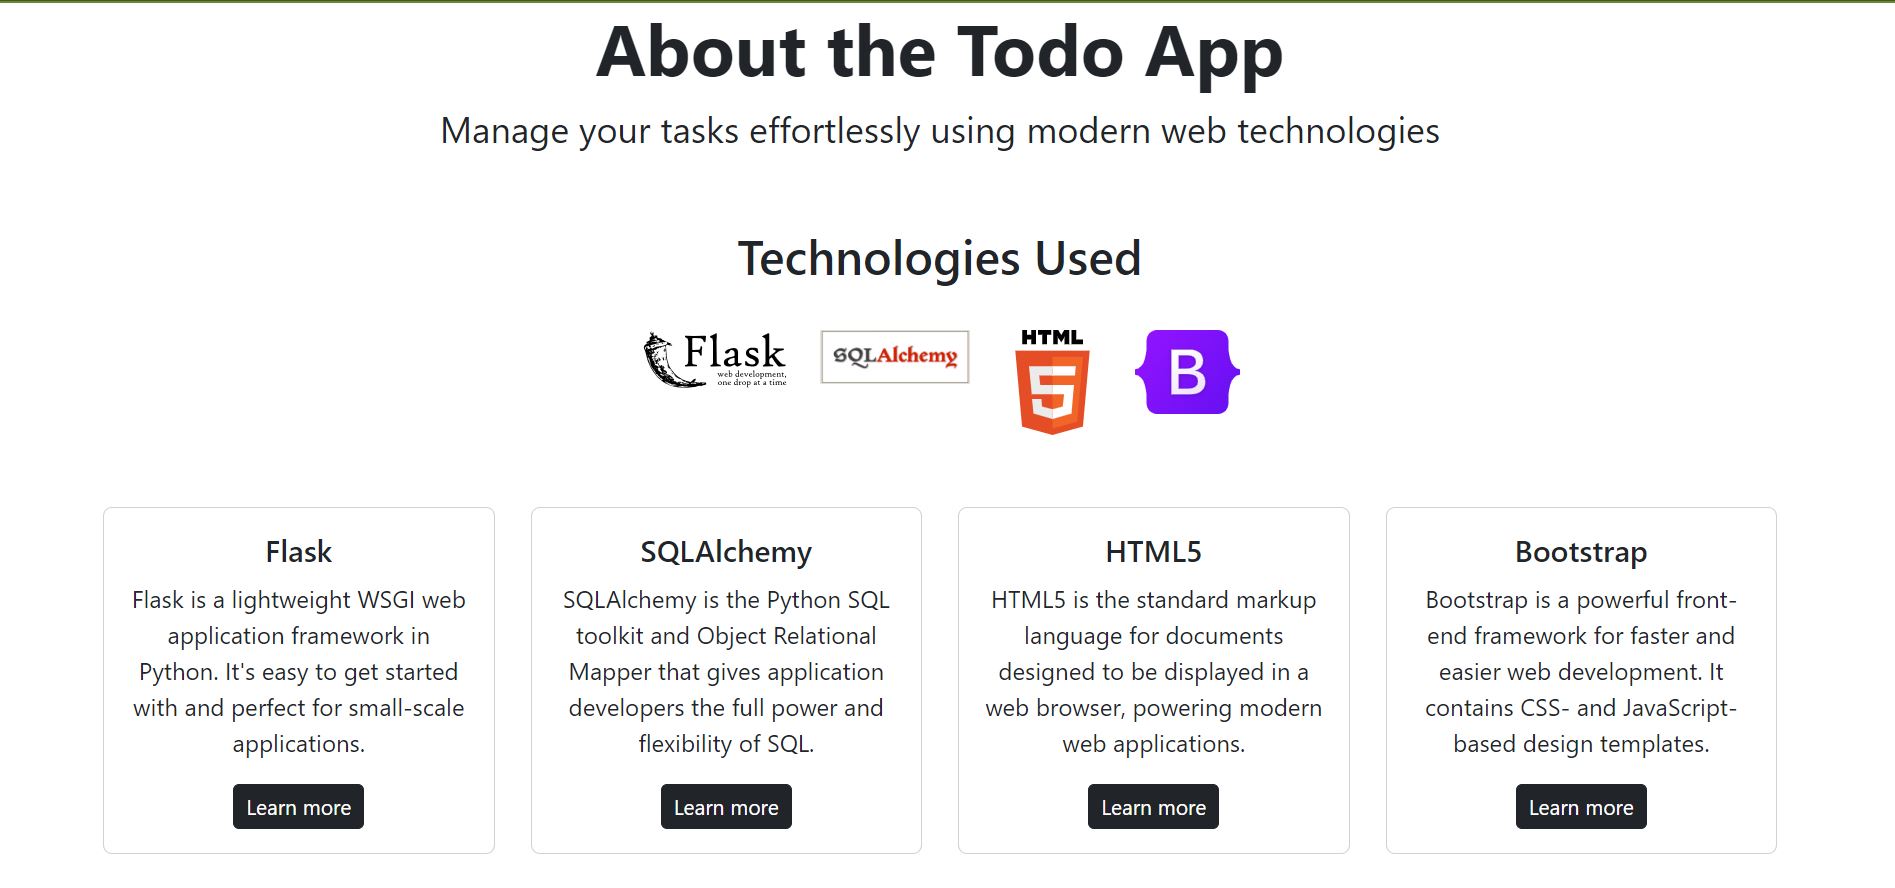 About the Todo App
Manage your tasks effortlessly using modern web technologies
Technologies Used
Flask
web development,
one drop at a time
SQLAlchemy
HTML
5
B
Flask
Flask is a lightweight WSGI web
application framework in
Python. It's easy to get started
with and perfect for small-scale
applications.
Learn more
SQLAlchemy
SQLAlchemy is the Python SQL
toolkit and Object Relational
Mapper that gives application
developers the full power and
flexibility of SQL.
Learn more
HTML5
HTML5 is the standard markup
language for documents
designed to be displayed in a
web browser, powering modern
web applications.
Learn more
Bootstrap
Bootstrap is a powerful front-
end framework for faster and
easier web development. It
contains CSS- and JavaScript-
based design templates.
Learn more